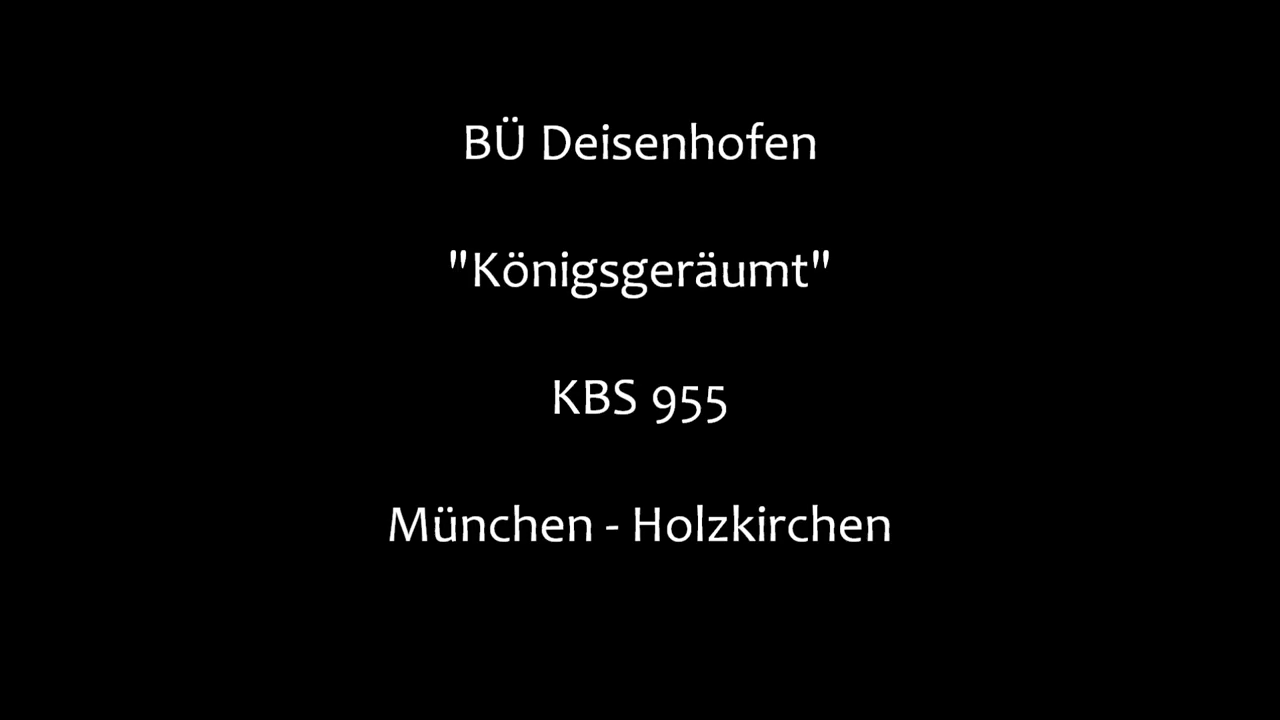 BÜ Deisenhofen
"Königsgeräumt"
KBS 955
München - Holzkirchen